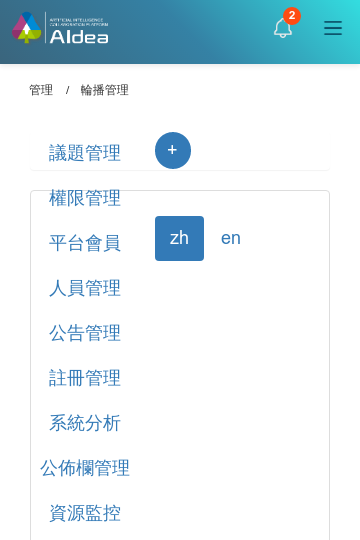 ARTIFICIAL INTELLIGENCE
COLLABORATION PLATFORM
AIdea
2
管理 / 輪播管理
議題管理
+
權限管理
平台會員
zh en
人員管理
公告管理
註冊管理
系統分析
公佈欄管理
資源監控